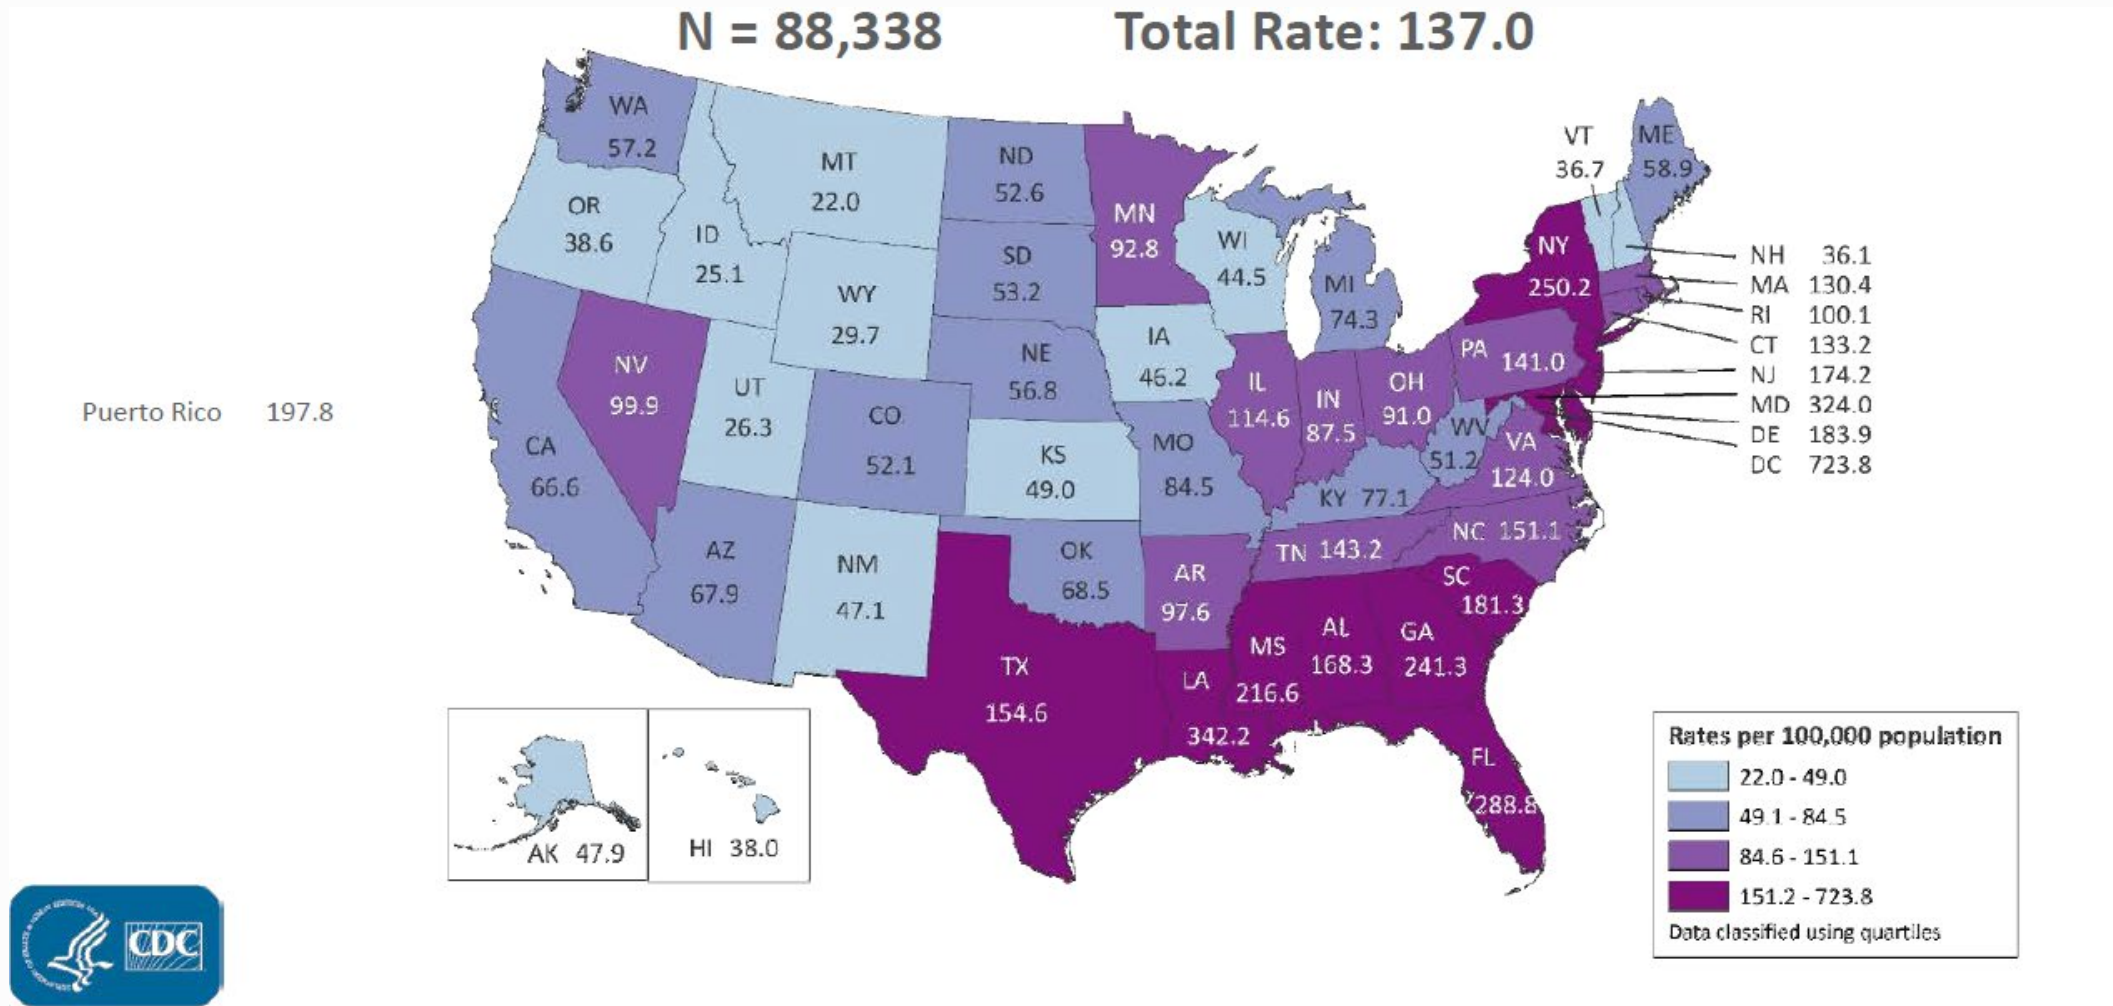 N = 88,338 Total Rate: 137.0
WA
57.2
MT
22.0
ND
52.6
MN
92.8
VT
36.7
ME
58.9
OR
38.6
ID
25.1
WY
29.7
SD
53.2
WI
44.5
MI
74.3
NY
250.2
NH 36.1
MA 130.4
RI 100.1
CT 133.2
NJ 174.2
MD 324.0
DE 183.9
DC 723.8
NV
99.9
UT
26.3
CO
52.1
NE
56.8
IA
46.2
IL
114.6
IN
87.5
OH
91.0
PA 141.0
Puerto Rico 197.8
CA
66.6
KS
49.0
MO
84.5
KY 77.1
WV
51.2
VA
124.0
AZ
67.9
NM
47.1
OK
68.5
AR
97.6
TN 143.2
NC 151.1
SC
181.3
TX
154.6
LA
342.2
MS
216.6
AL
168.3
GA
241.3
FL
288.8
AK 47.9
HI 38.0
Rates per 100,000 population
22.0 - 49.0
49.1 - 84.5
84.6 - 151.1
151.2 - 723.8
Data classified using quartiles
CDC